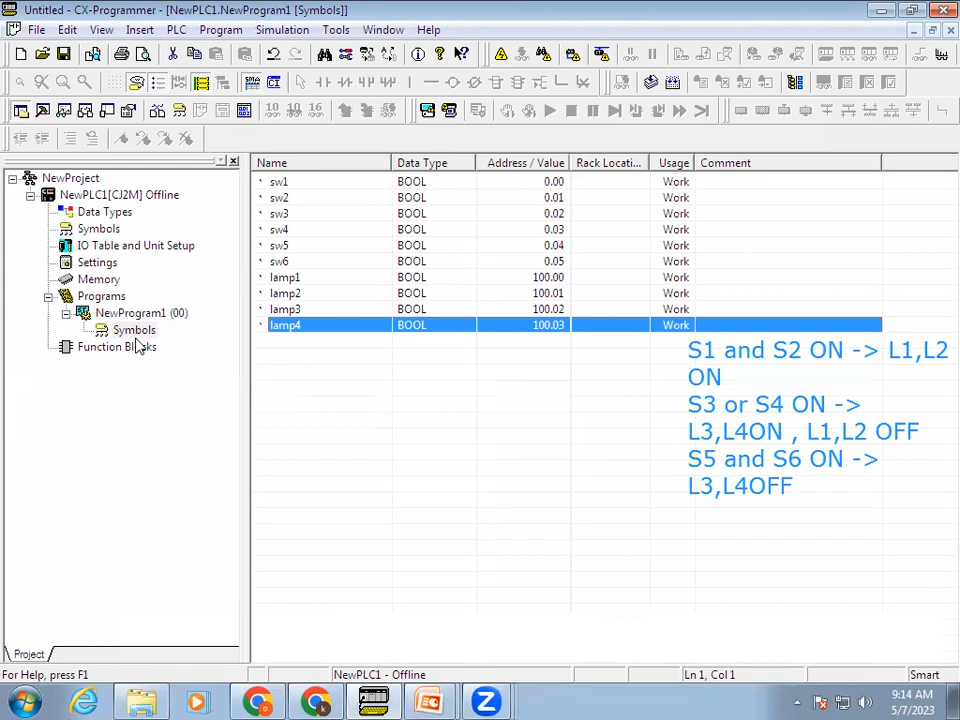 Untitled - CX-Programmer - [NewPLC1.NewProgram1 [Symbols]]
File Edit View Insert PLC Program Simulation Tools Window Help
NewProject
NewPLC1[CJ2M] Offline
Data Types
Symbols
IO Table and Unit Setup
Settings
Memory
Programs
NewProgram1 (00)
Symbols
Function Blocks
Project
Name Data Type Address / Value Rack Locati... Usage Comment
sw1 BOOL 0.00 Work
sw2 BOOL 0.01 Work
sw3 BOOL 0.02 Work
sw4 BOOL 0.03 Work
sw5 BOOL 0.04 Work
sw6 BOOL 0.05 Work
lamp1 BOOL 100.00 Work
lamp2 BOOL 100.01 Work
lamp3 BOOL 100.02 Work
lamp4 BOOL 100.03 Work
S1 and S2 ON -> L1,L2
ON
S3 or S4 ON ->
L3,L4ON , L1,L2 OFF
S5 and S6 ON ->
L3,L4OFF
For Help, press F1 NewPLC1 - Offline Ln 1, Col 1 Smart
9:14 AM
5/7/2023